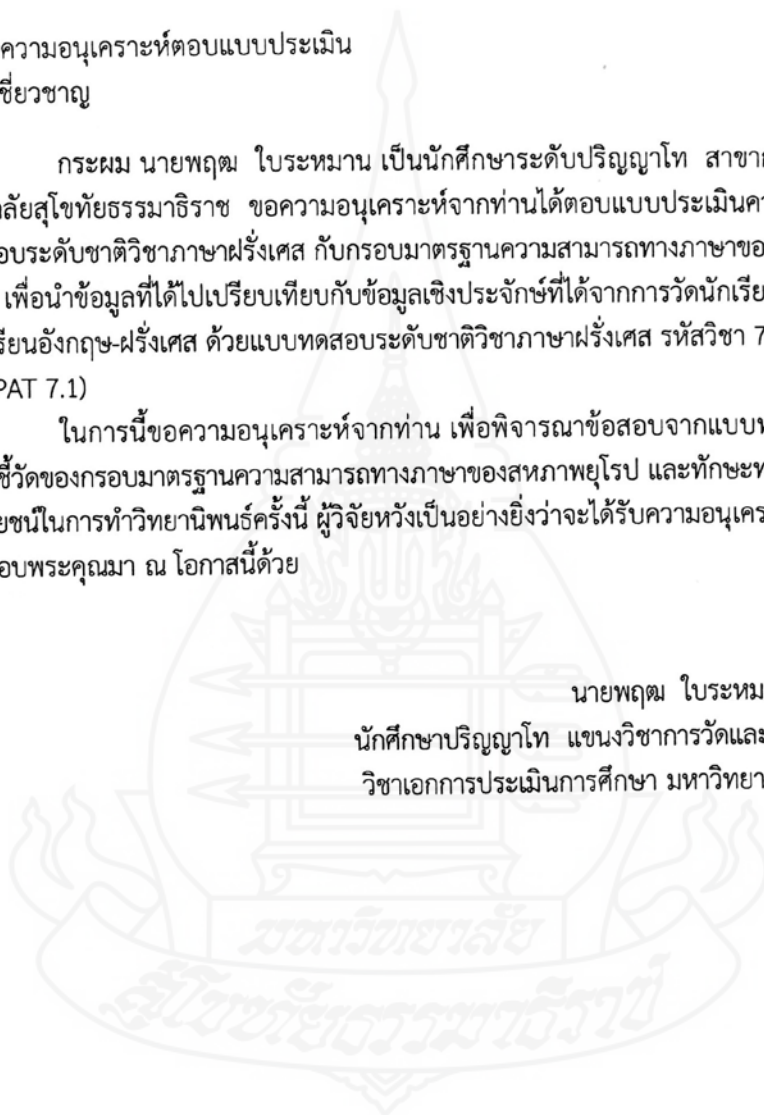 ความอนุเคราะห์ตอบแบบประเมิน
ชี่ยวชาญ
กระผม นายพฤฒ ใบระหมาน เป็นนักศึกษาระดับปริญญาโท สาขา
ลัยสุโขทัยธรรมาธิราช ขอความอนุเคราะห์จากท่านได้ตอบแบบประเมินคว
อบระดับชาติวิชาภาษาฝรั่งเศส กับกรอบมาตรฐานความสามารถทางภาษาขอ
เพื่อนำข้อมูลที่ได้ไปเปรียบเทียบกับข้อมูลเชิงประจักษ์ที่ได้จากการวัดนักเรีย
รียนอังกฤษ-ฝรั่งเศส ด้วยแบบทดสอบระดับชาติวิชาภาษาฝรั่งเศส รหัสวิชา 7
PAT 7.1)
ในการนี้ขอความอนุเคราะห์จากท่าน เพื่อพิจารณาข้อสอบจากแบบท
ชี้วัดของกรอบมาตรฐานความสามารถทางภาษาของสหภาพยุโรป และทักษะท
ยชน์ในการทำวิทยานิพนธ์ครั้งนี้ ผู้วิจัยหวังเป็นอย่างยิ่งว่าจะได้รับความอนุเคร
อบพระคุณมา ณ โอกาสนี้ด้วย
นายพฤฒ ใบระหม
นักศึกษาปริญญาโท แขนงวิชาการวัดและ
วิชาเอกการประเมินการศึกษา มหาวิทยา
มหาวิทยาลัย
สุโขทัยธรรมาธิราช